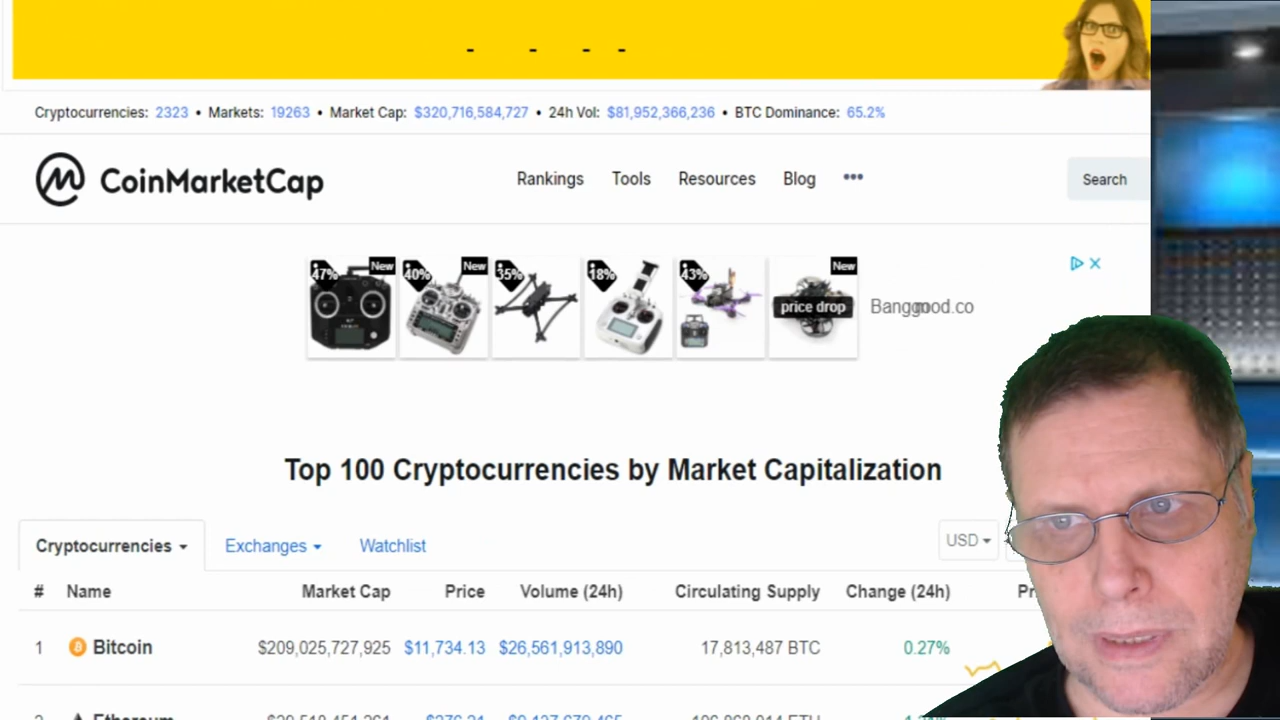 - - - -
Cryptocurrencies: 2323 • Markets: 19263 • Market Cap: $320,716,584,727 • 24h Vol: $81,952,366,236 • BTC Dominance: 65.2%
CoinMarketCap Rankings Tools Resources Blog ••• Search
47% New 40% New 35% 18% 43% New
price drop
Top 100 Cryptocurrencies by Market Capitalization
Cryptocurrencies Exchanges Watchlist USD
# Name Market Cap Price Volume (24h) Circulating Supply Change (24h)
1 Bitcoin $209,025,727,925 $11,734.13 $26,561,913,890 17,813,487 BTC 0.27%
Ethereum